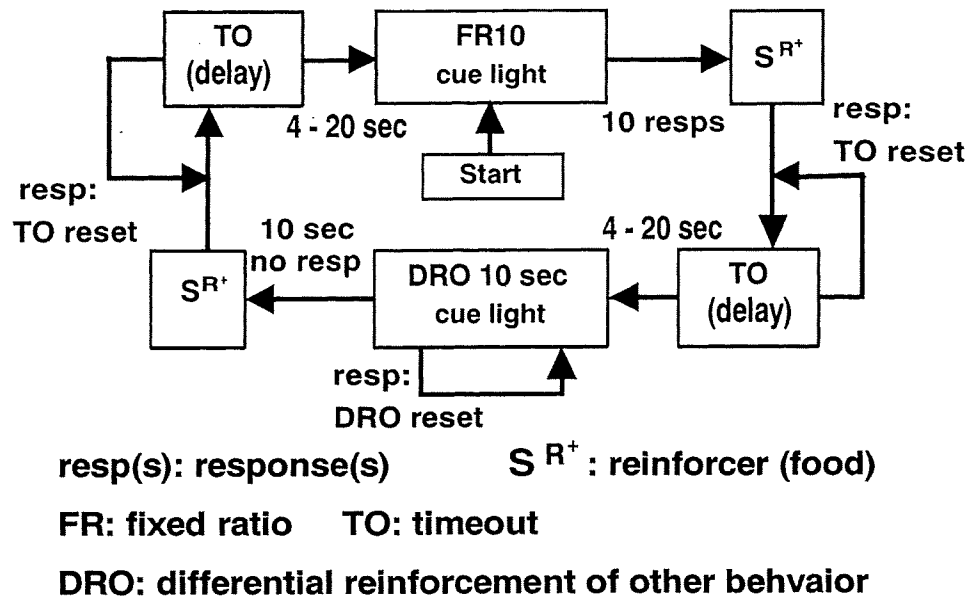 TO
(delay)
FR10
cue light
S R+
4 - 20 sec
10 resps
resp:
TO reset
Start
resp:
TO reset
10 sec
no resp
4 - 20 sec
S R+
DRO 10 sec
cue light
TO
(delay)
resp:
DRO reset
resp(s): response(s) S R+ : reinforcer (food)
FR: fixed ratio TO: timeout
DRO: differential reinforcement of other behvaior